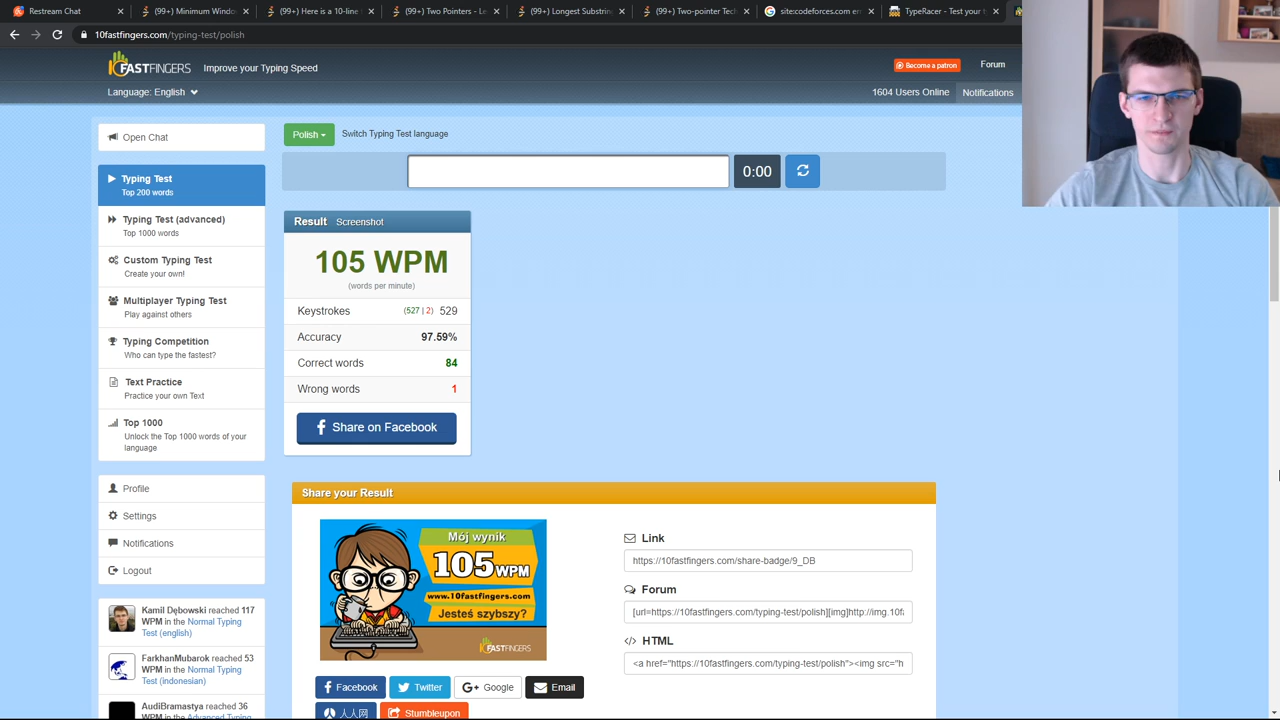 Restream Chat
(99+) Minimum Windo
(99+) Here is a 10-line t
(99+) Two Pointers - Le
(99+) Longest Substring
(99+) Two-pointer Tech
site:codeforces.com em
TypeRacer - Test your t
10fastfingers.com/typing-test/polish
10FASTFINGERS
Improve your Typing Speed
Become a patron
Forum
Language: English
1604 Users Online
Notifications
Open Chat
Polish
Switch Typing Test language
0:00
Typing Test
Top 200 words
Typing Test (advanced)
Top 1000 words
Custom Typing Test
Create your own!
Multiplayer Typing Test
Play against others
Typing Competition
Who can type the fastest?
Text Practice
Practice your own Text
Top 1000
Unlock the Top 1000 words of your
language
Profile
Settings
Notifications
Logout
Kamil Dębowski reached 117
WPM in the Normal Typing
Test (english)
FarkhanMubarok reached 53
WPM in the Normal Typing
Test (indonesian)
AudiBramastya reached 36
WPM in the Advanced Typing
Result Screenshot
105 WPM
(words per minute)
Keystrokes (527 | 2) 529
Accuracy 97.59%
Correct words 84
Wrong words 1
Share on Facebook
Share your Result
Mój wynik
105 WPM
www.10fastfingers.com
Jesteś szybszy?
10FASTFINGERS
Link
https://10fastfingers.com/share-badge/9_DB
Forum
[url=https://10fastfingers.com/typing-test/polish][img]http://img.10fa
HTML
<a href="https://10fastfingers.com/typing-test/polish"><img src="h
Facebook
Twitter
Google
Email
人人网
Stumbleupon